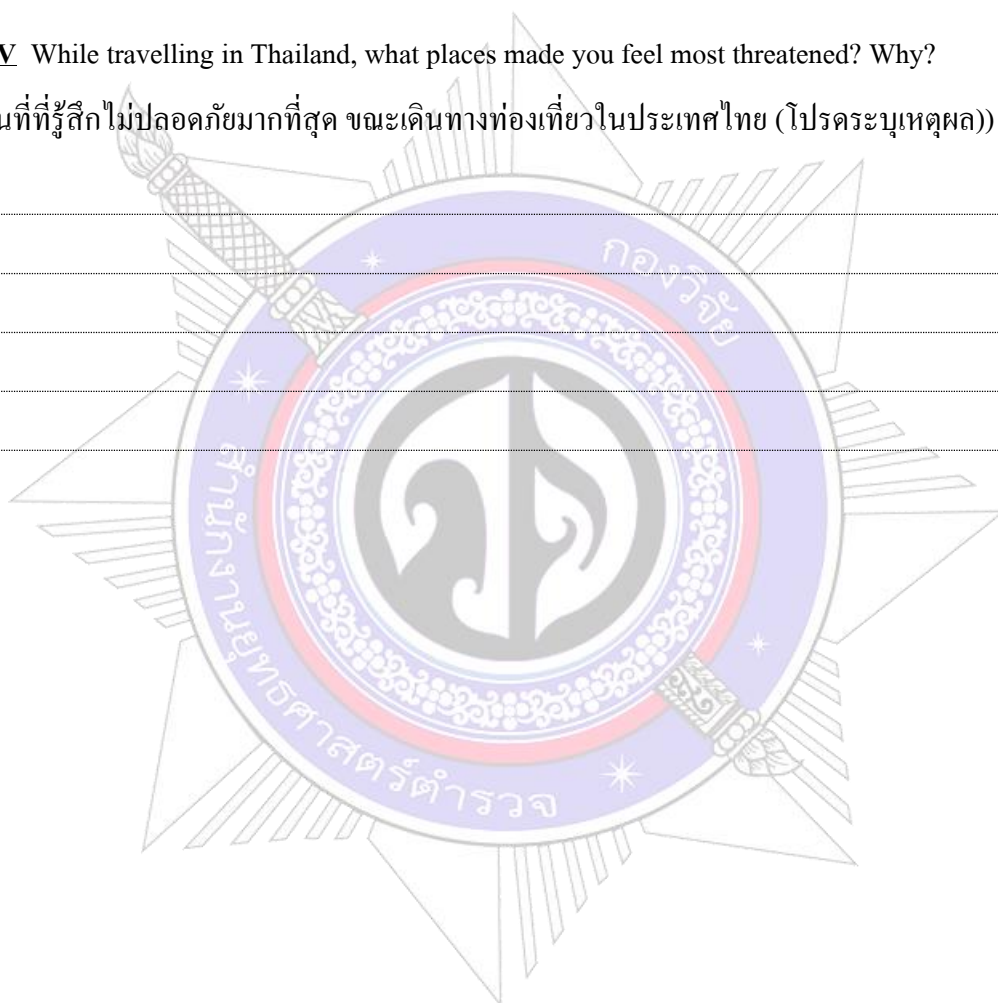 V While travelling in Thailand, what places made you feel most threatened? Why?
นที่ที่รู้สึกไม่ปลอดภัยมากที่สุด ขณะเดินทางท่องเที่ยวในประเทศไทย (โปรดระบุเหตุผล))
กองวิจัย
สำนักงานยุทธศาสตร์ตำรวจ